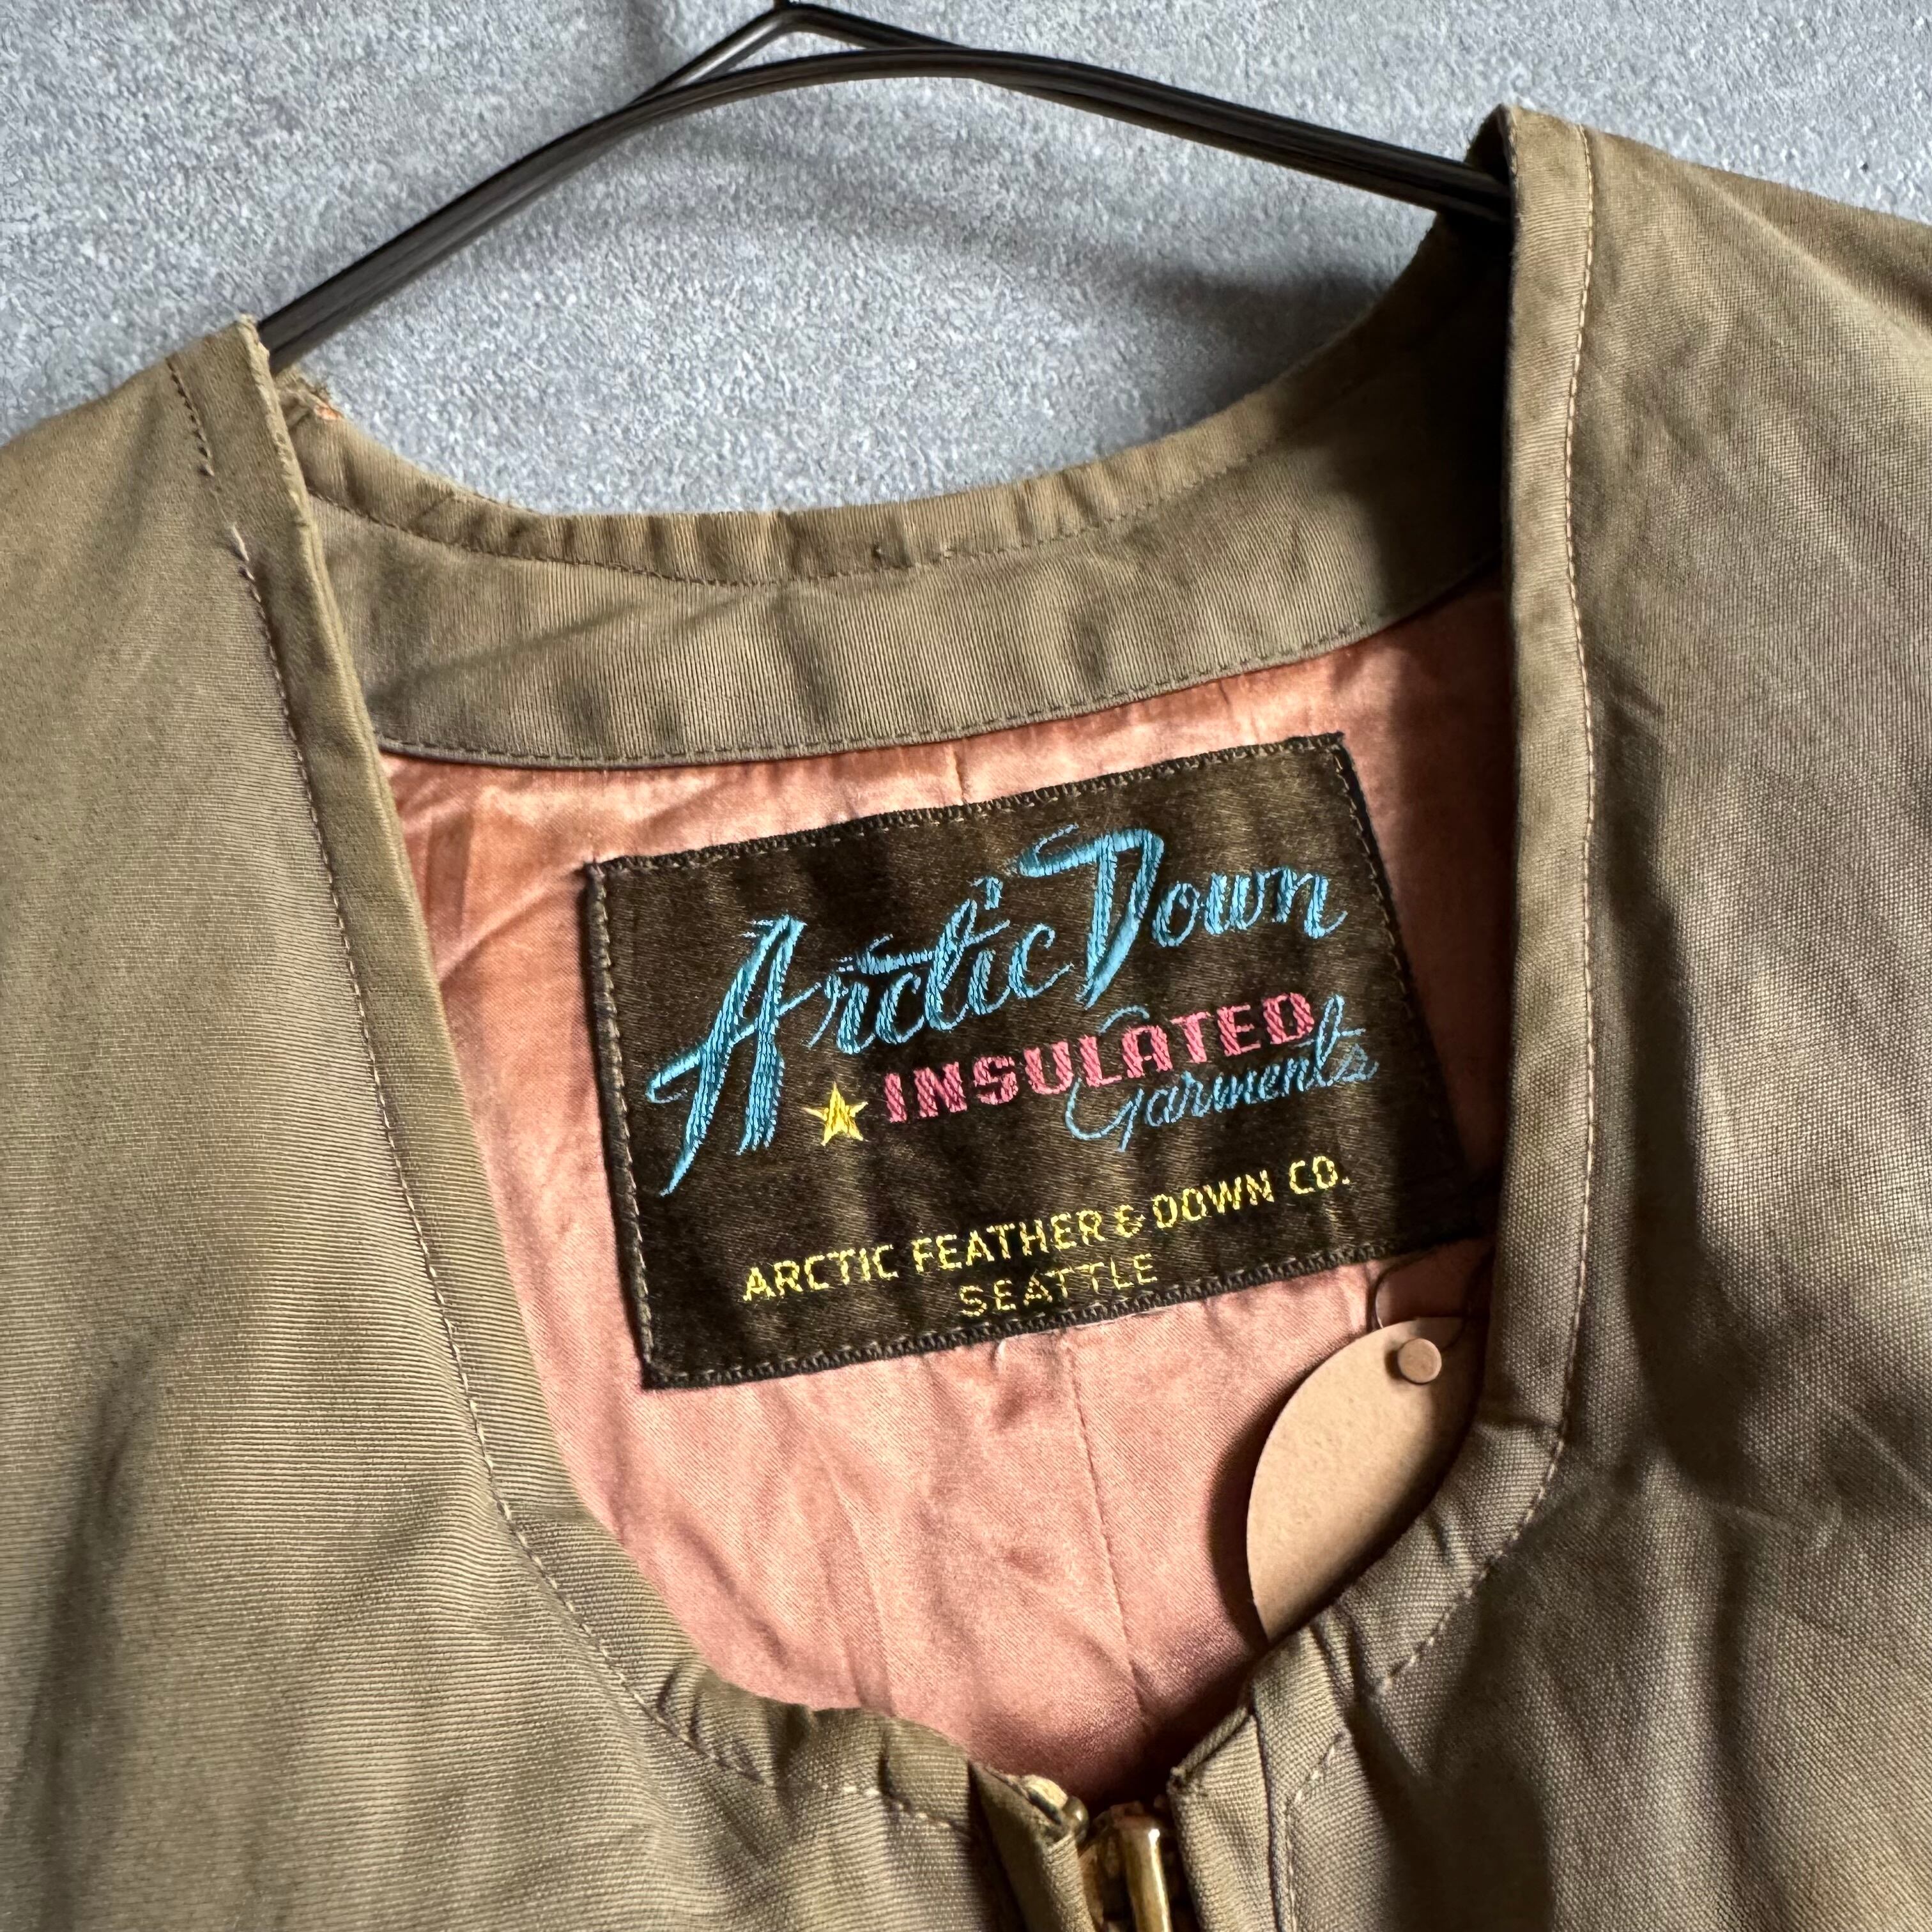 Arctic Down
INSULATED
Garments
ARCTIC FEATHER & DOWN CO.
SEATTLE